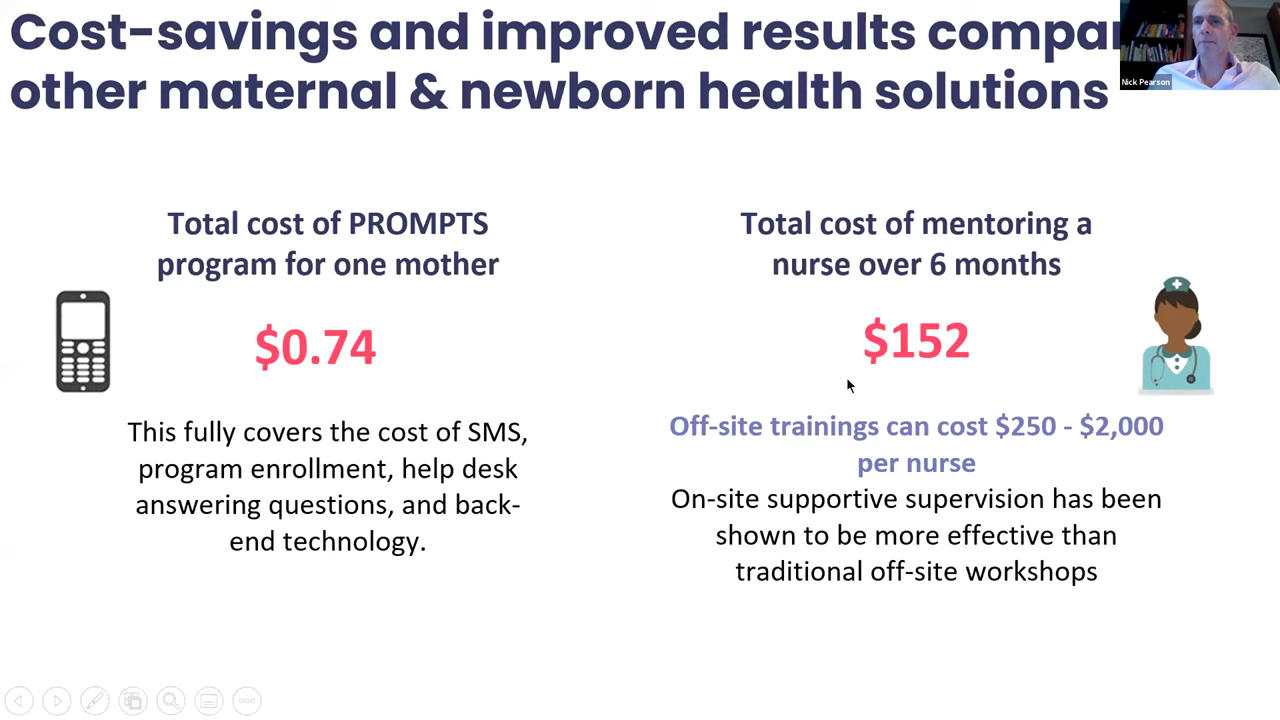 Cost-savings and improved results compar
other maternal & newborn health solutions
Nick Pearson
Total cost of PROMPTS
program for one mother
$0.74
This fully covers the cost of SMS,
program enrollment, help desk
answering questions, and back-
end technology.
Total cost of mentoring a
nurse over 6 months
$152
Off-site trainings can cost $250 - $2,000
per nurse
On-site supportive supervision has been
shown to be more effective than
traditional off-site workshops